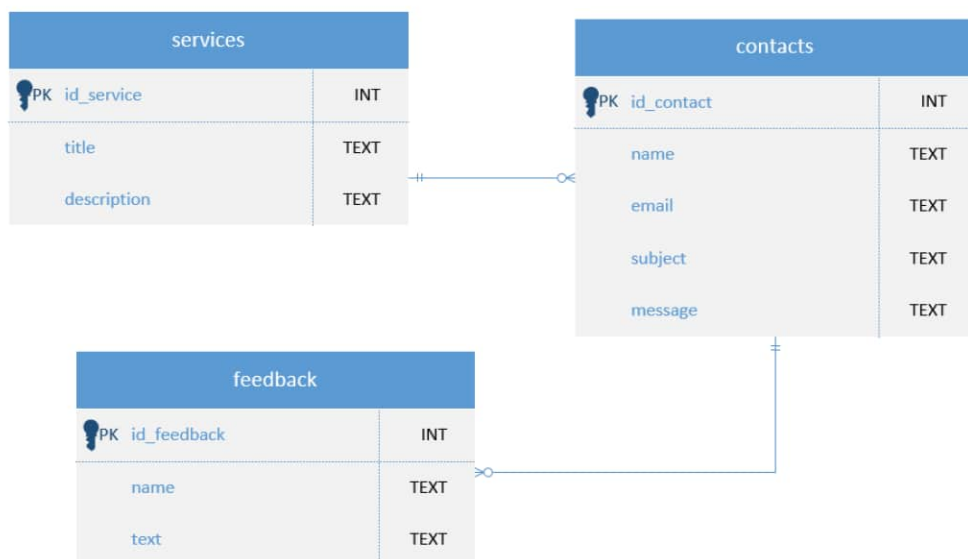 services
PK id_service INT
title TEXT
description TEXT
contacts
PK id_contact INT
name TEXT
email TEXT
subject TEXT
message TEXT
feedback
PK id_feedback INT
name TEXT
text TEXT